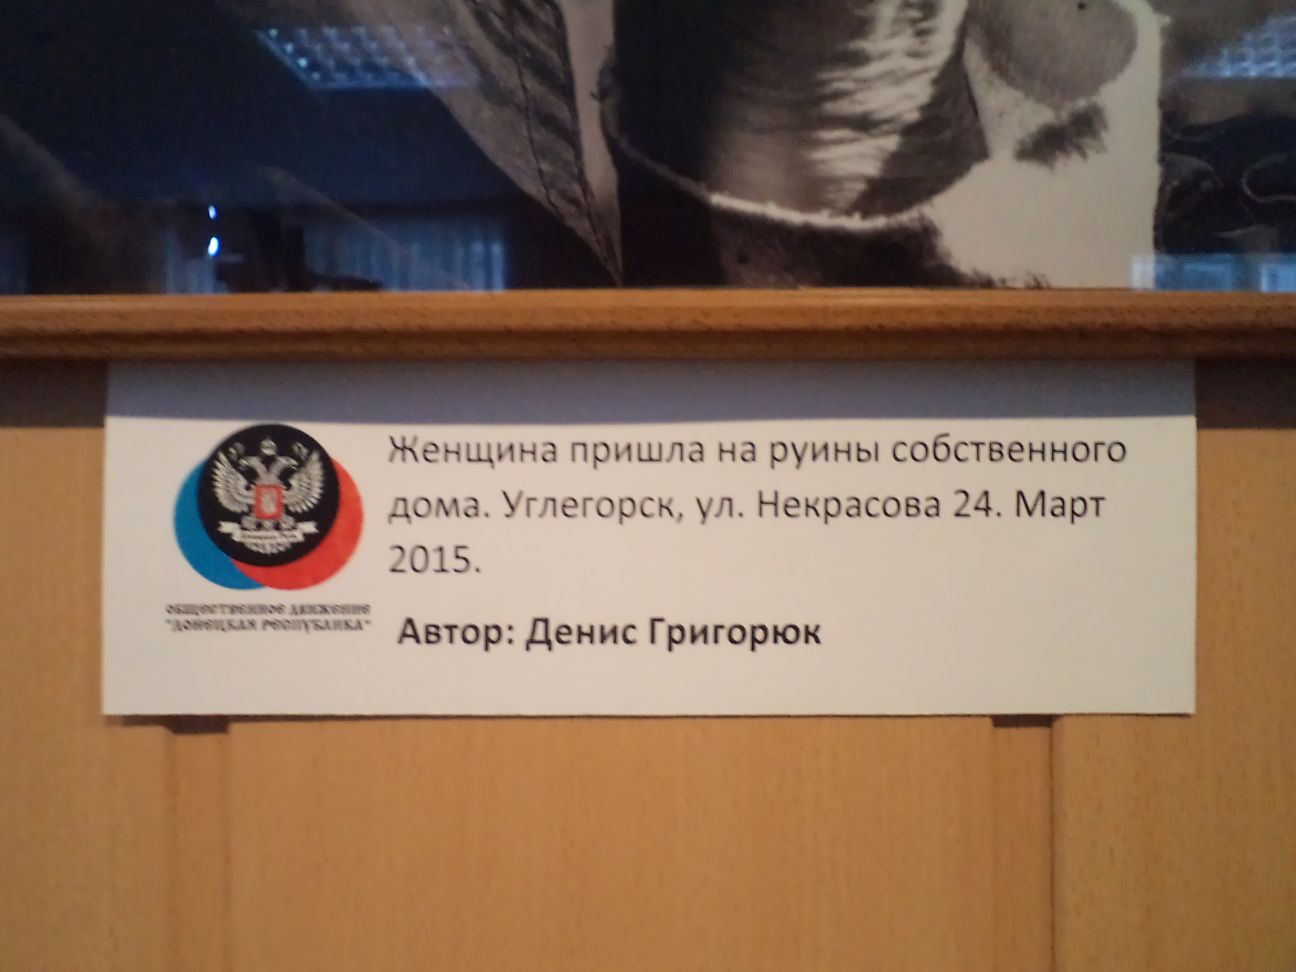 Женщина пришла на руины собственного
дома. Углегорск, ул. Некрасова 24. Март
2015.
Автор: Денис Григорюк
ОБЩЕСТВЕННОЕ ДВИЖЕНИЕ
"ДОНЕЦКАЯ РЕСПУБЛИКА"